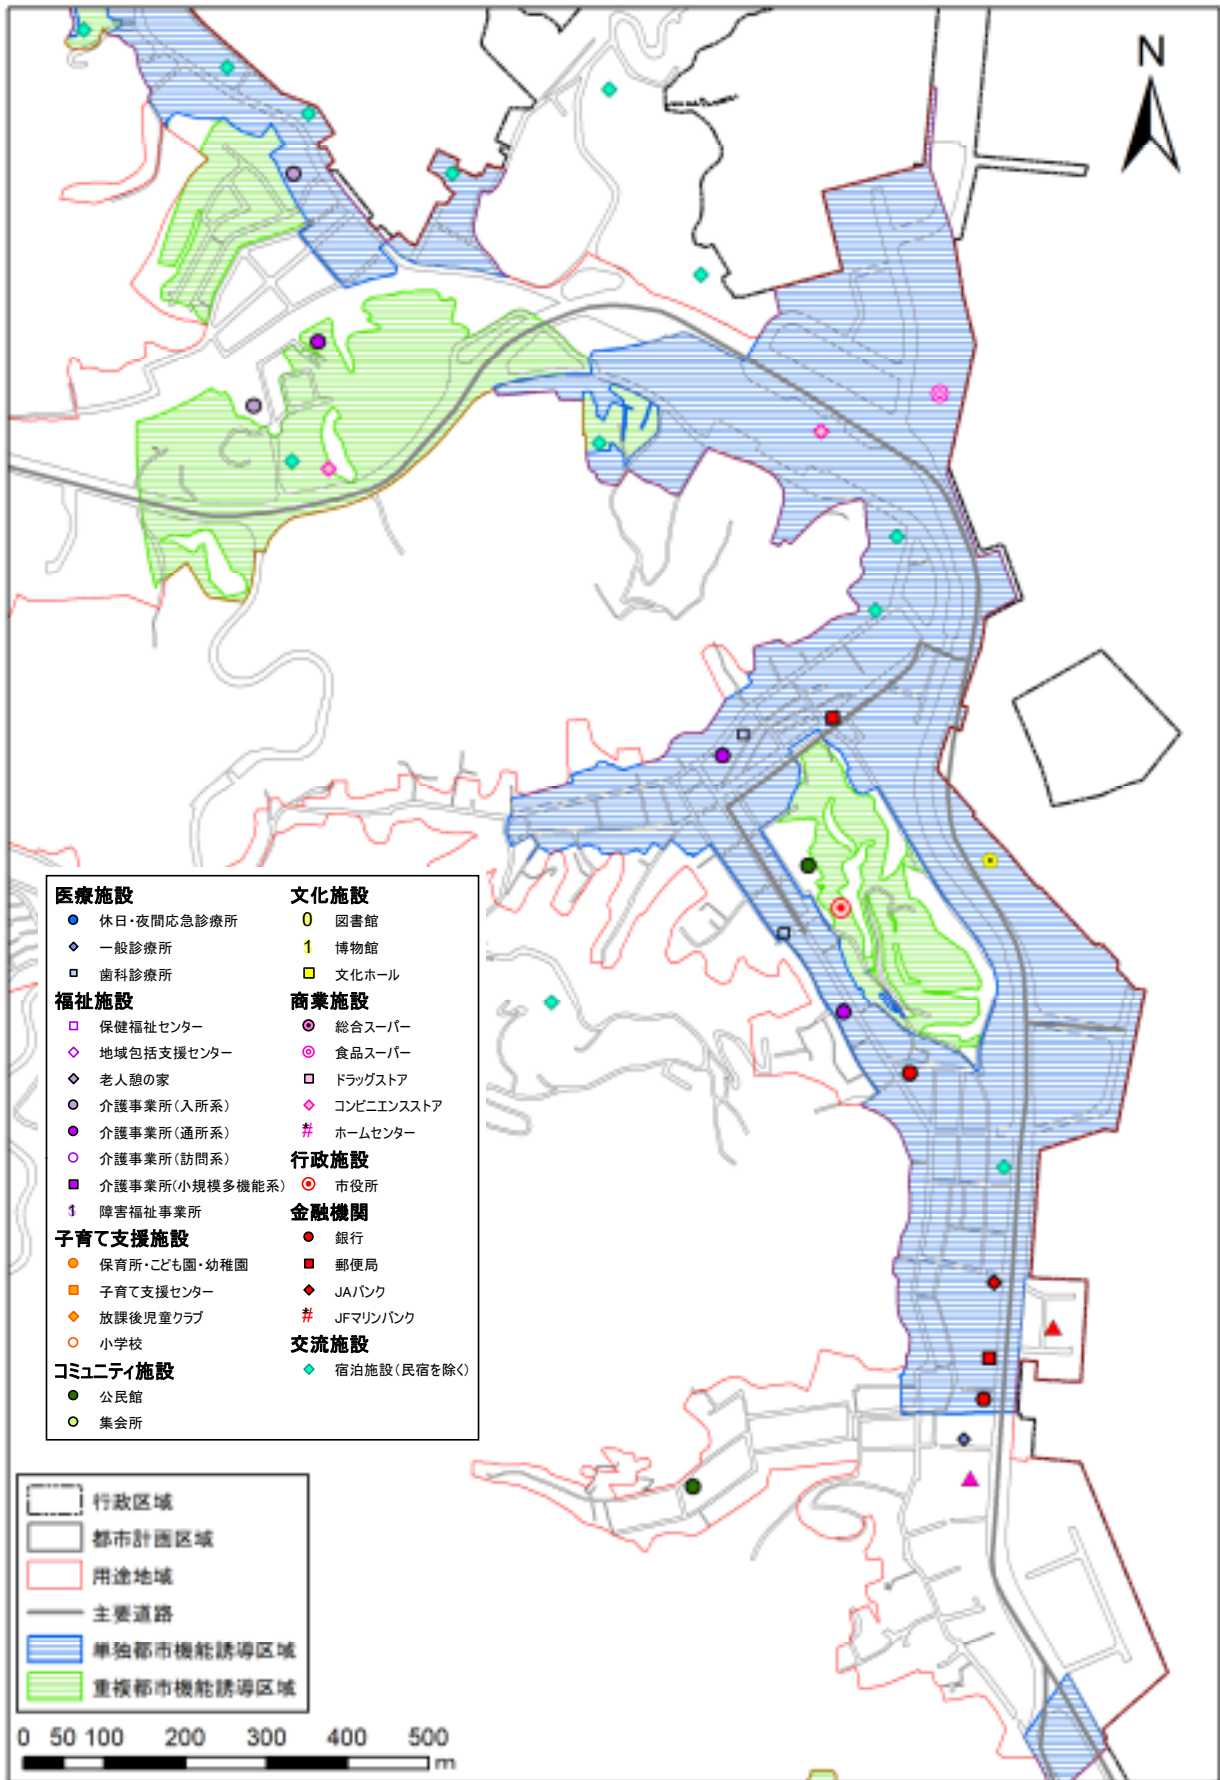 N
医療施設
休日・夜間応急診療所
一般診療所
歯科診療所
福祉施設
保健福祉センター
地域包括支援センター
老人憩の家
介護事業所(入所系)
介護事業所(通所系)
介護事業所(訪問系)
介護事業所(小規模多機能系)
1 障害福祉事業所
子育て支援施設
保育所・こども園・幼稚園
子育て支援センター
放課後児童クラブ
小学校
コミュニティ施設
公民館
集会所
文化施設
0 図書館
1 博物館
文化ホール
商業施設
総合スーパー
食品スーパー
ドラッグストア
コンビニエンスストア
# ホームセンター
行政施設
市役所
金融機関
銀行
郵便局
JAバンク
# JFマリンバンク
交流施設
宿泊施設(民宿を除く)
行政区域
都市計画区域
用途地域
主要道路
単独都市機能誘導区域
重複都市機能誘導区域
0 50 100 200 300 400 500
m